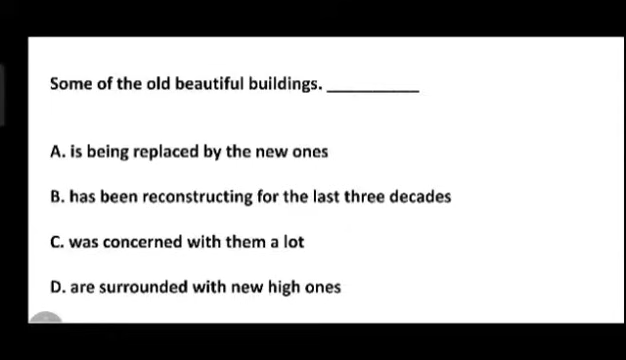 Some of the old beautiful buildings. __________
A. is being replaced by the new ones
B. has been reconstructing for the last three decades
C. was concerned with them a lot
D. are surrounded with new high ones